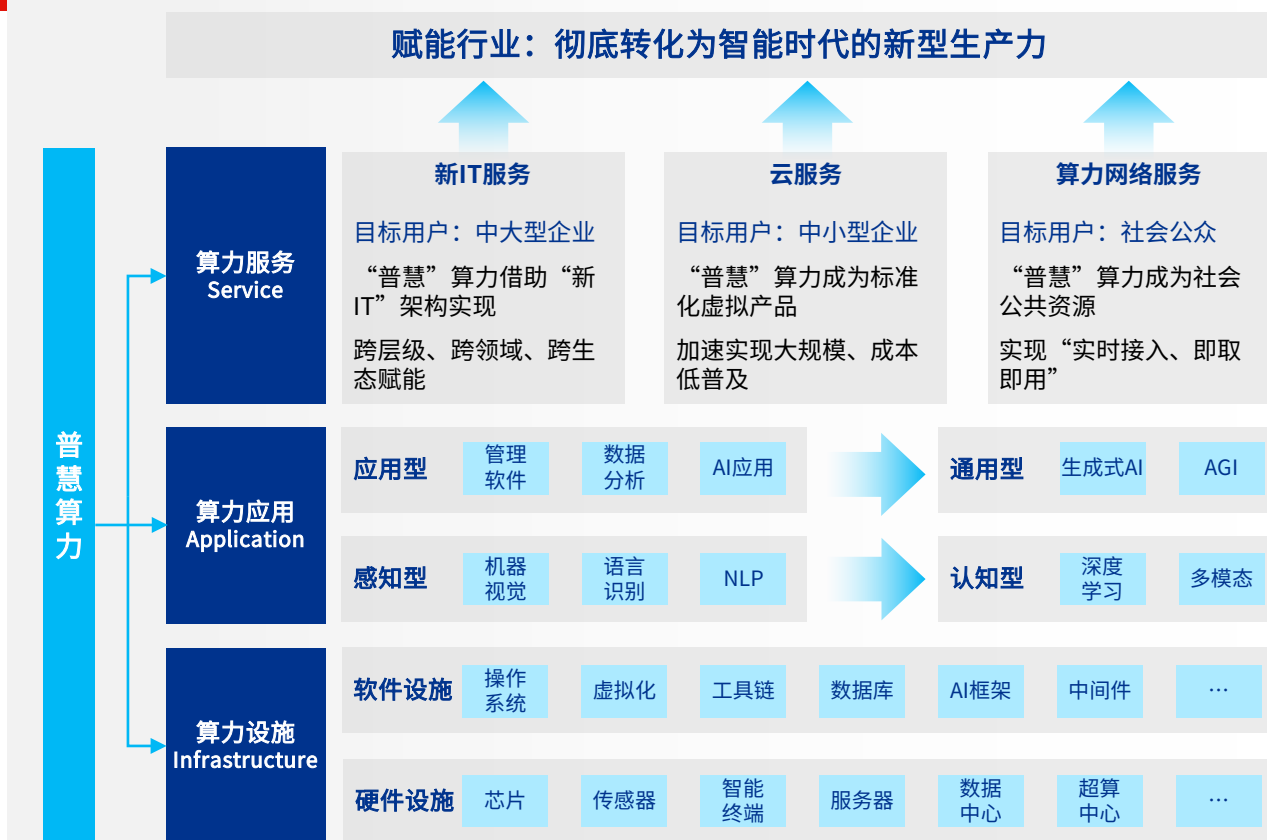 赋能行业：彻底转化为智能时代的新型生产力
普
慧
算
力
算力服务
Service
新IT服务
目标用户：中大型企业
“普慧”算力借助“新
IT”架构实现
跨层级、跨领域、跨生
态赋能
云服务
目标用户：中小型企业
“普慧”算力成为标准
化虚拟产品
加速实现大规模、成本
低普及
算力网络服务
目标用户：社会公众
“普慧”算力成为社会
公共资源
实现“实时接入、即取
即用”
算力应用
Application
应用型
管理
软件
数据
分析
AI应用
通用型
生成式AI
AGI
感知型
机器
视觉
语言
识别
NLP
认知型
深度
学习
多模态
算力设施
Infrastructure
软件设施
操作
系统
虚拟化
工具链
数据库
AI框架
中间件
…
硬件设施
芯片
传感器
智能
终端
服务器
数据
中心
超算
中心
…